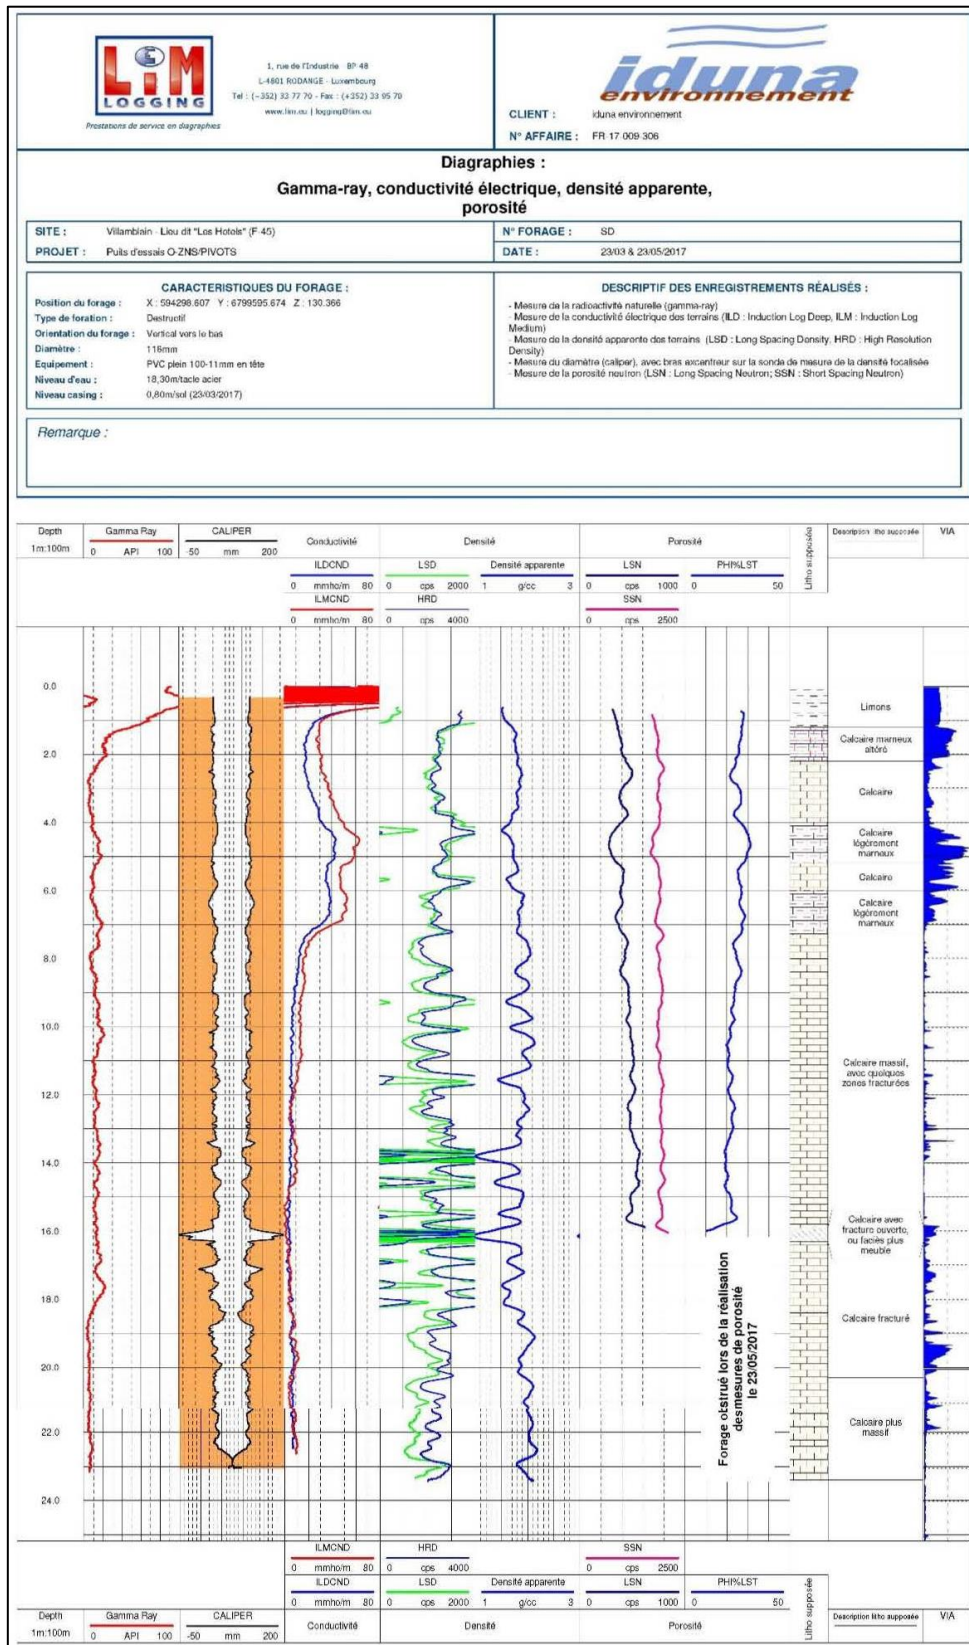 LIM
LOGGING
Prestations de service en diagraphies
1, rue de l'Industrie BP 48
L-4801 RODANGE - Luxembourg
Tel : (+352) 33 77 70 - Fax : (+352) 33 95 70
www.lim.eu | logging@lim.eu
iduna
environnement
CLIENT : iduna environnement
N° AFFAIRE : FR 17 009 306
Diagraphies :
Gamma-ray, conductivité électrique, densité apparente,
porosité
SITE : Villamblain - Lieu dit "Les Hotels" (F 45)
N° FORAGE : SD
PROJET : Puits d'essais O-ZNS/PIVOTS
DATE : 23/03 & 23/05/2017
CARACTERISTIQUES DU FORAGE :
Position du forage : X : 594298.607 Y : 6799595.674 Z : 130.366
Type de foration : Destructif
Orientation du forage : Vertical vers le bas
Diamètre : 116mm
Equipement : PVC plein 100-11mm en tête
Niveau d'eau : 18,30m/tacle acier
Niveau casing : 0,80m/sol (23/03/2017)
DESCRIPTIF DES ENREGISTREMENTS RÉALISÉS :
- Mesure de la radioactivité naturelle (gamma-ray)
- Mesure de la conductivité électrique des terrains (ILD : Induction Log Deep, ILM : Induction Log
Medium)
- Mesure de la densité apparente des terrains (LSD : Long Spacing Density, HRD : High Resolution
Density)
- Mesure du diamètre (caliper), avec bras excentreur sur la sonde de mesure de la densité focalisée
- Mesure de la porosité neutron (LSN : Long Spacing Neutron; SSN : Short Spacing Neutron)
Remarque :
Depth
1m:100m
Gamma Ray
0 API 100
CALIPER
-50 mm 200
Conductivité
Densité
Porosité
Litho supposée
Description litho supposée
VIA
ILDCND
0 mmho/m 80
LSD
0 cps 2000
Densité apparente
1 g/cc 3
LSN
0 cps 1000
PHI%LST
0 50
ILMCND
0 mmho/m 80
HRD
0 cps 4000
SSN
0 cps 2500
0.0
Limons
Calcaire marneux
altéré
2.0
Calcaire
4.0
Calcaire
légèrement
marneux
Calcaire
6.0
Calcaire
légèrement
marneux
8.0
10.0
Calcaire massif,
avec quelques
zones fracturées
12.0
14.0
16.0
Calcaire avec
fracture ouverte,
ou faciès plus
meuble
18.0
Calcaire fracturé
20.0
Forage obstrué lors de la réalisation
desmesures de porosité
le 23/05/2017
22.0
Calcaire plus
massif
24.0
ILMCND
0 mmho/m 80
HRD
0 cps 4000
SSN
0 cps 2500
ILDCND
0 mmho/m 80
LSD
0 cps 2000
Densité apparente
1 g/cc 3
LSN
0 cps 1000
PHI%LST
0 50
Depth
1m:100m
Gamma Ray
0 API 100
CALIPER
-50 mm 200
Conductivité
Densité
Porosité
Litho supposée
Description litho supposée
VIA